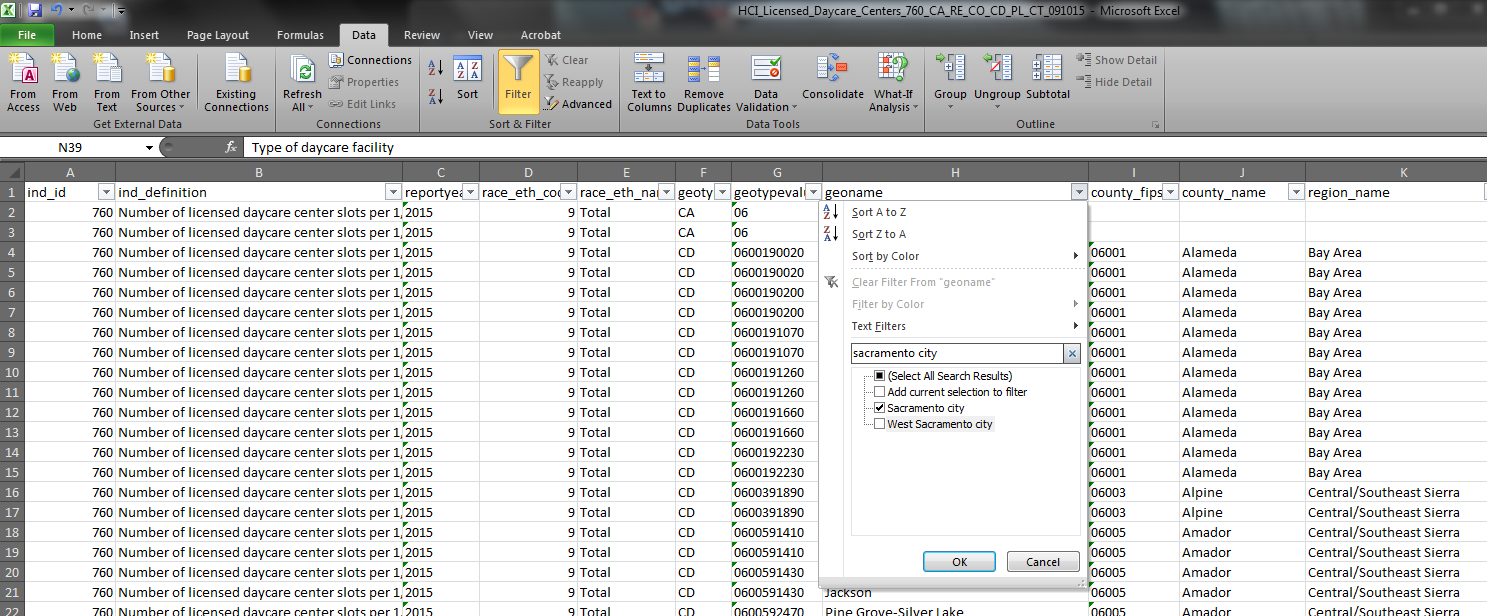 HCI_Licensed_Daycare_Centers_760_CA_RE_CO_CD_PL_CT_091015 - Microsoft Excel
File Home Insert Page Layout Formulas Data Review View Acrobat
From Access From Web From Text From Other Sources Existing Connections Refresh All Connections Properties Edit Links Sort Filter Clear Reapply Advanced Text to Columns Remove Duplicates Data Validation Consolidate What-If Analysis Group Ungroup Subtotal Show Detail Hide Detail
Get External Data Connections Sort & Filter Data Tools Outline
N39 fx Type of daycare facility
A B C D E F G H I J K
1 ind_id ind_definition reportyea race_eth_cod race_eth_nar geoty geotypevalu geoname county_fips county_name region_name
2 760 Number of licensed daycare center slots per 1, 2015 9 Total CA 06
3 760 Number of licensed daycare center slots per 1, 2015 9 Total CA 06
4 760 Number of licensed daycare center slots per 1, 2015 9 Total CD 0600190020 06001 Alameda Bay Area
5 760 Number of licensed daycare center slots per 1, 2015 9 Total CD 0600190020 06001 Alameda Bay Area
6 760 Number of licensed daycare center slots per 1, 2015 9 Total CD 0600190200 06001 Alameda Bay Area
7 760 Number of licensed daycare center slots per 1, 2015 9 Total CD 0600190200 06001 Alameda Bay Area
8 760 Number of licensed daycare center slots per 1, 2015 9 Total CD 0600191070 06001 Alameda Bay Area
9 760 Number of licensed daycare center slots per 1, 2015 9 Total CD 0600191070 06001 Alameda Bay Area
10 760 Number of licensed daycare center slots per 1, 2015 9 Total CD 0600191260 06001 Alameda Bay Area
11 760 Number of licensed daycare center slots per 1, 2015 9 Total CD 0600191260 06001 Alameda Bay Area
12 760 Number of licensed daycare center slots per 1, 2015 9 Total CD 0600191660 06001 Alameda Bay Area
13 760 Number of licensed daycare center slots per 1, 2015 9 Total CD 0600191660 06001 Alameda Bay Area
14 760 Number of licensed daycare center slots per 1, 2015 9 Total CD 0600192230 06001 Alameda Bay Area
15 760 Number of licensed daycare center slots per 1, 2015 9 Total CD 0600192230 06001 Alameda Bay Area
16 760 Number of licensed daycare center slots per 1, 2015 9 Total CD 0600391890 06003 Alpine Central/Southeast Sierra
17 760 Number of licensed daycare center slots per 1, 2015 9 Total CD 0600391890 06003 Alpine Central/Southeast Sierra
18 760 Number of licensed daycare center slots per 1, 2015 9 Total CD 0600591410 06005 Amador Central/Southeast Sierra
19 760 Number of licensed daycare center slots per 1, 2015 9 Total CD 0600591410 06005 Amador Central/Southeast Sierra
20 760 Number of licensed daycare center slots per 1, 2015 9 Total CD 0600591430 06005 Amador Central/Southeast Sierra
21 760 Number of licensed daycare center slots per 1, 2015 9 Total CD 0600591430 Jackson 06005 Amador Central/Southeast Sierra
22 760 Number of licensed daycare center slots per 1, 2015 9 Total CD 0600592470 Pine Grove-Silver Lake 06005 Amador Central/Southeast Sierra
Sort A to Z
Sort Z to A
Sort by Color
Clear Filter From "geoname"
Filter by Color
Text Filters
sacramento city
(Select All Search Results)
Add current selection to filter
Sacramento city
West Sacramento city
OK Cancel